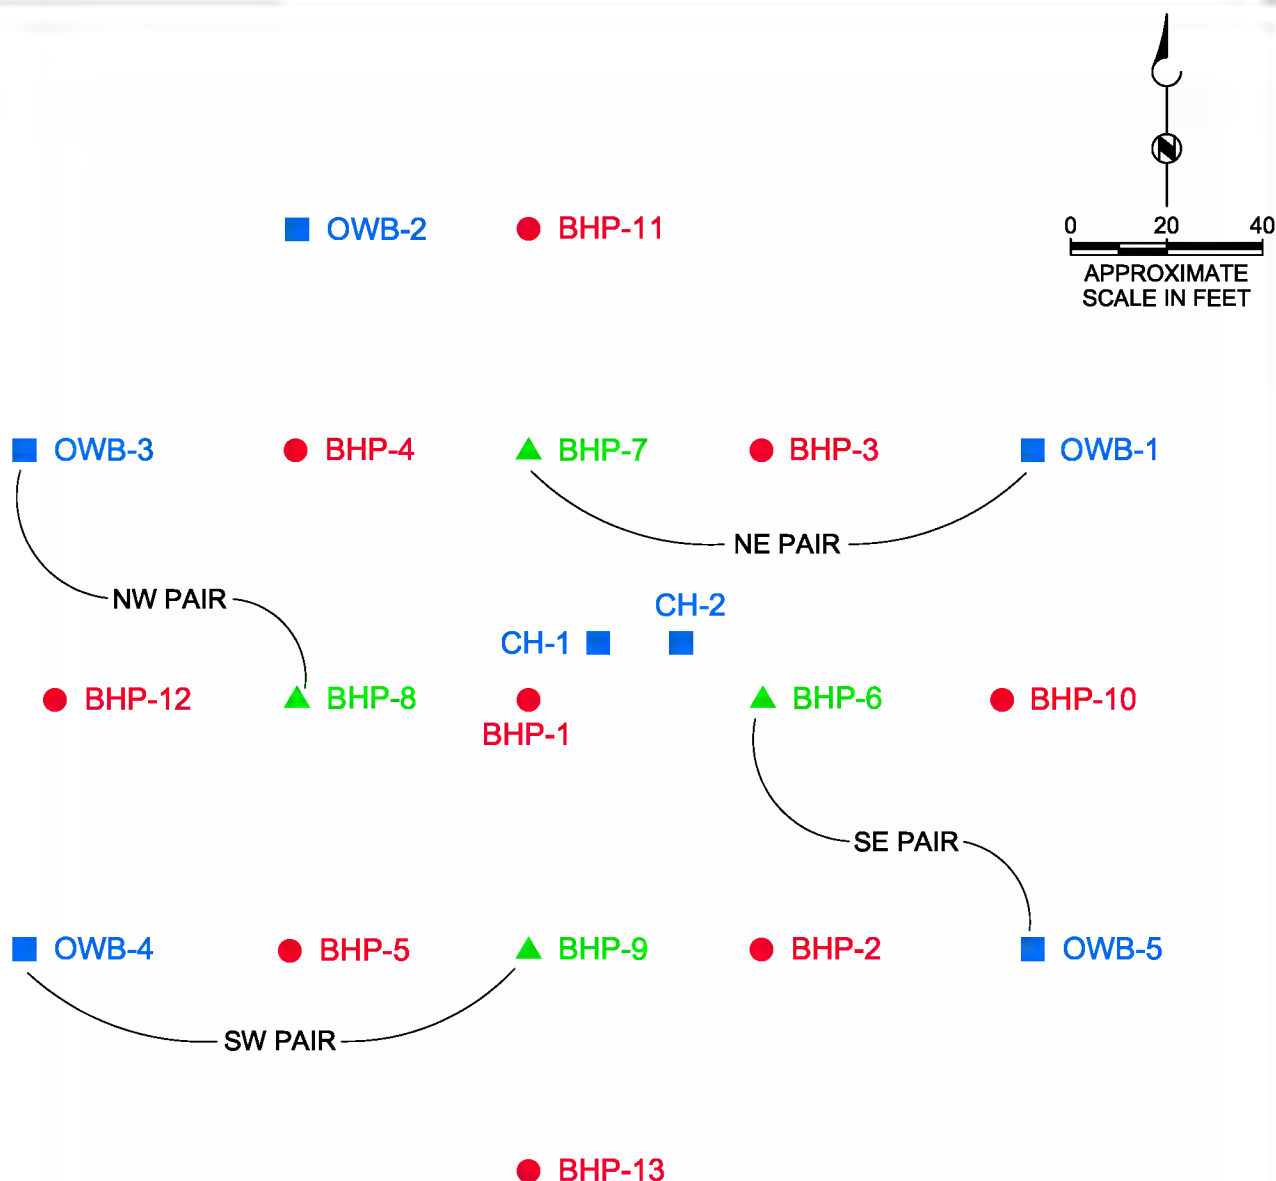 N
0 20 40
APPROXIMATE
SCALE IN FEET
OWB-2 BHP-11
OWB-3 BHP-4 BHP-7 BHP-3 OWB-1
NE PAIR
NW PAIR
CH-2
CH-1
BHP-12 BHP-8 BHP-6 BHP-10
BHP-1
SE PAIR
OWB-4 BHP-5 BHP-9 BHP-2 OWB-5
SW PAIR
BHP-13